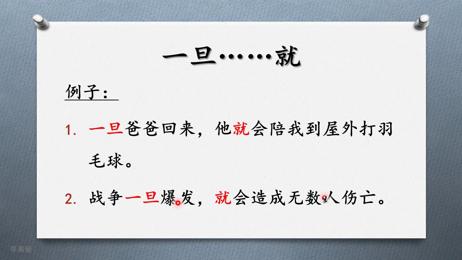 一旦……就
例子：
1. 一旦爸爸回来，他就会陪我到屋外打羽
毛球。
2. 战争一旦爆发，就会造成无数人伤亡。